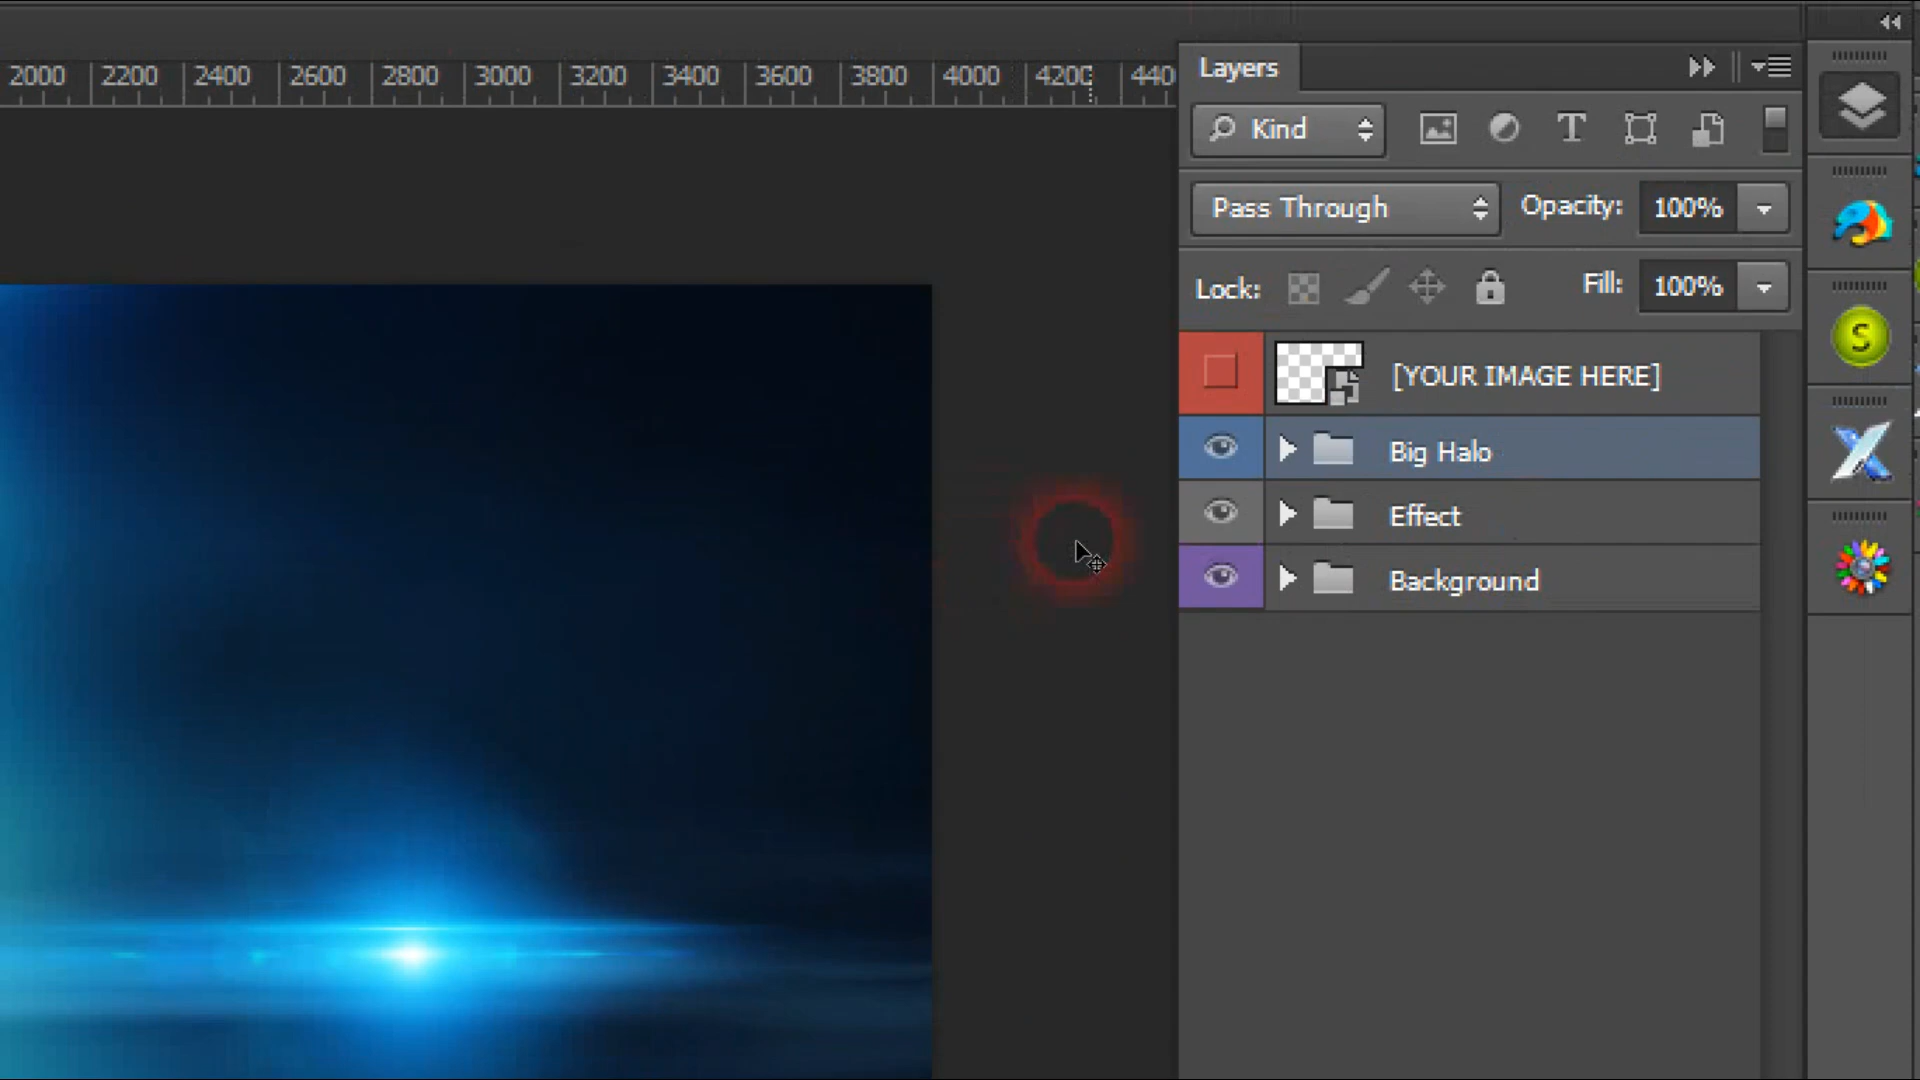 2000 2200 2400 2600 2800 3000 3200 3400 3600 3800 4000 4200 440
Layers
Kind
Pass Through Opacity: 100%
Lock: Fill: 100%
[YOUR IMAGE HERE]
Big Halo
Effect
Background
S